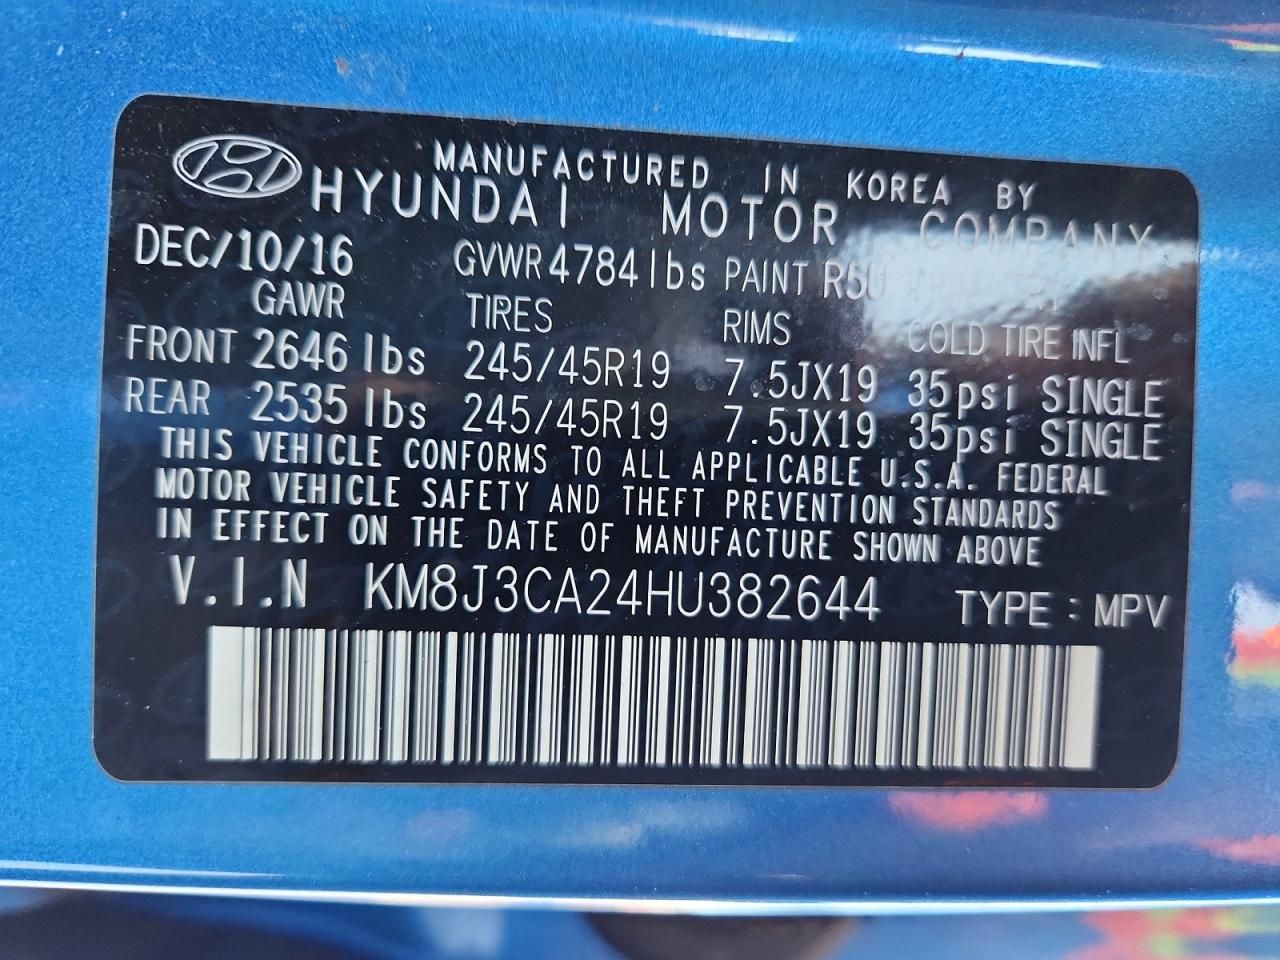 MANUFACTURED IN KOREA BY
HYUNDAI MOTOR COMPANY
DEC/10/16 GVWR 4784lbs PAINT R5U
GAWR TIRES RIMS COLD TIRE INFL
FRONT 2646 lbs 245/45R19 7.5JX19 35psi SINGLE
REAR 2535 lbs 245/45R19 7.5JX19 35psi SINGLE
THIS VEHICLE CONFORMS TO ALL APPLICABLE U.S.A. FEDERAL
MOTOR VEHICLE SAFETY AND THEFT PREVENTION STANDARDS
IN EFFECT ON THE DATE OF MANUFACTURE SHOWN ABOVE
V.I.N KM8J3CA24HU382644 TYPE : MPV